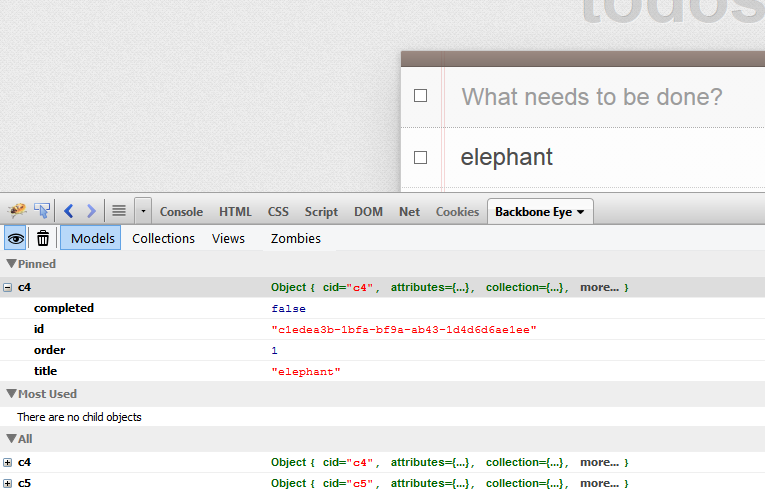 todos
What needs to be done?
elephant
Console HTML CSS Script DOM Net Cookies Backbone Eye
Models Collections Views Zombies
Pinned
c4 Object { cid="c4", attributes={...}, collection={...}, more... }
completed false
id "c1edea3b-1bfa-bf9a-ab43-1d4d6d6ae1ee"
order 1
title "elephant"
Most Used
There are no child objects
All
c4 Object { cid="c4", attributes={...}, collection={...}, more... }
c5 Object { cid="c5", attributes={...}, collection={...}, more... }